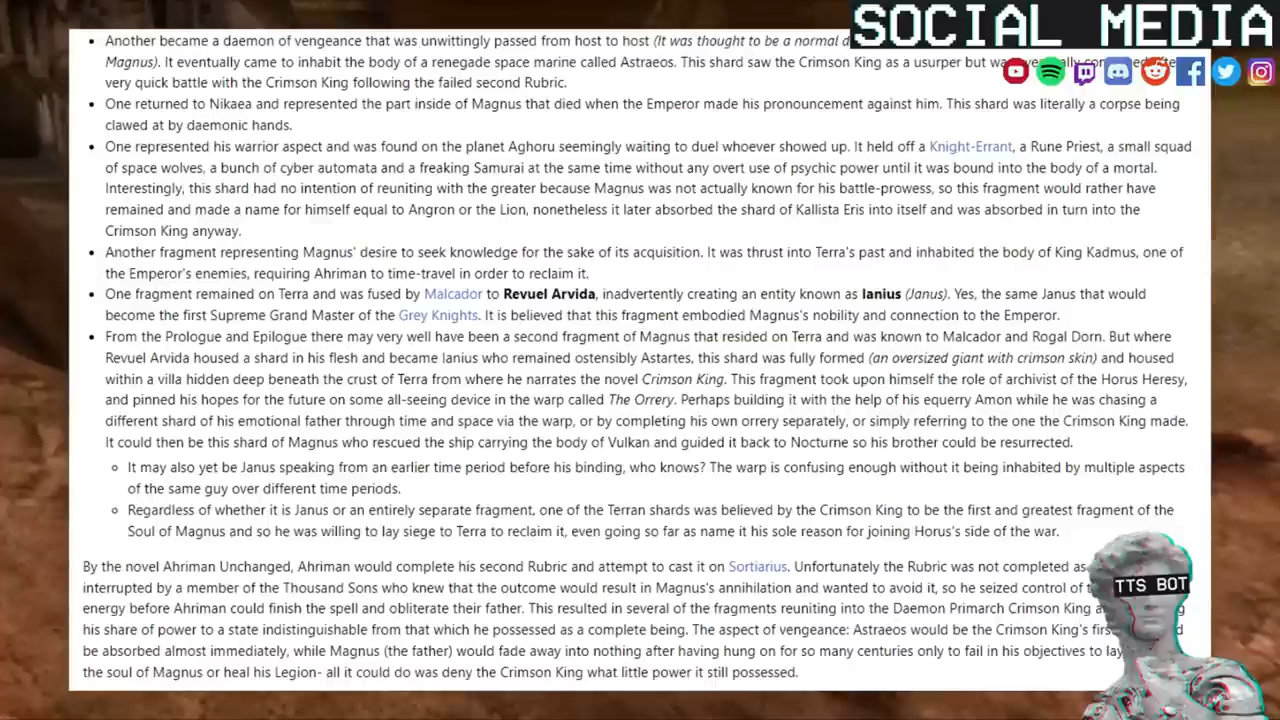 SOCIAL MEDIA
Another became a daemon of vengeance that was unwittingly passed from host to host (It was thought to be a normal
Magnus). It eventually came to inhabit the body of a renegade space marine called Astraeos. This shard saw the Crimson King as a usurper but
very quick battle with the Crimson King following the failed second Rubric.
One returned to Nikaea and represented the part inside of Magnus that died when the Emperor made his pronouncement against him. This shard was literally a corpse being
clawed at by daemonic hands.
One represented his warrior aspect and was found on the planet Aghoru seemingly waiting to duel whoever showed up. It held off a Knight-Errant, a Rune Priest, a small squad
of space wolves, a bunch of cyber automata and a freaking Samurai at the same time without any overt use of psychic power until it was bound into the body of a mortal.
Interestingly, this shard had no intention of reuniting with the greater because Magnus was not actually known for his battle-prowess, so this fragment would rather have
remained and made a name for himself equal to Angron or the Lion, nonetheless it later absorbed the shard of Kallista Eris into itself and was absorbed in turn into the
Crimson King anyway.
Another fragment representing Magnus' desire to seek knowledge for the sake of its acquisition. It was thrust into Terra's past and inhabited the body of King Kadmus, one of
the Emperor's enemies, requiring Ahriman to time-travel in order to reclaim it.
One fragment remained on Terra and was fused by Malcador to Revuel Arvida, inadvertently creating an entity known as Ianius (Janus). Yes, the same Janus that would
become the first Supreme Grand Master of the Grey Knights. It is believed that this fragment embodied Magnus's nobility and connection to the Emperor.
From the Prologue and Epilogue there may very well have been a second fragment of Magnus that resided on Terra and was known to Malcador and Rogal Dorn. But where
Revuel Arvida housed a shard in his flesh and became Ianius who remained ostensibly Astartes, this shard was fully formed (an oversized giant with crimson skin) and housed
within a villa hidden deep beneath the crust of Terra from where he narrates the novel Crimson King. This fragment took upon himself the role of archivist of the Horus Heresy,
and pinned his hopes for the future on some all-seeing device in the warp called The Orrery. Perhaps building it with the help of his equerry Amon while he was chasing a
different shard of his emotional father through time and space via the warp, or by completing his own orrery separately, or simply referring to the one the Crimson King made.
It could then be this shard of Magnus who rescued the ship carrying the body of Vulkan and guided it back to Nocturne so his brother could be resurrected.
It may also yet be Janus speaking from an earlier time period before his binding, who knows? The warp is confusing enough without it being inhabited by multiple aspects
of the same guy over different time periods.
Regardless of whether it is Janus or an entirely separate fragment, one of the Terran shards was believed by the Crimson King to be the first and greatest fragment of the
Soul of Magnus and so he was willing to lay siege to Terra to reclaim it, even going so far as name it his sole reason for joining Horus's side of the war.
By the novel Ahriman Unchanged, Ahriman would complete his second Rubric and attempt to cast it on Sortiarius. Unfortunately the Rubric was not completed as
interrupted by a member of the Thousand Sons who knew that the outcome would result in Magnus's annihilation and wanted to avoid it, so he seized control of
energy before Ahriman could finish the spell and obliterate their father. This resulted in several of the fragments reuniting into the Daemon Primarch Crimson King
his share of power to a state indistinguishable from that which he possessed as a complete being. The aspect of vengeance: Astraeos would be the Crimson King's
be absorbed almost immediately, while Magnus (the father) would fade away into nothing after having hung on for so many centuries only to fail in his objectives to
the soul of Magnus or heal his Legion- all it could do was deny the Crimson King what little power it still possessed.
TTS BOT